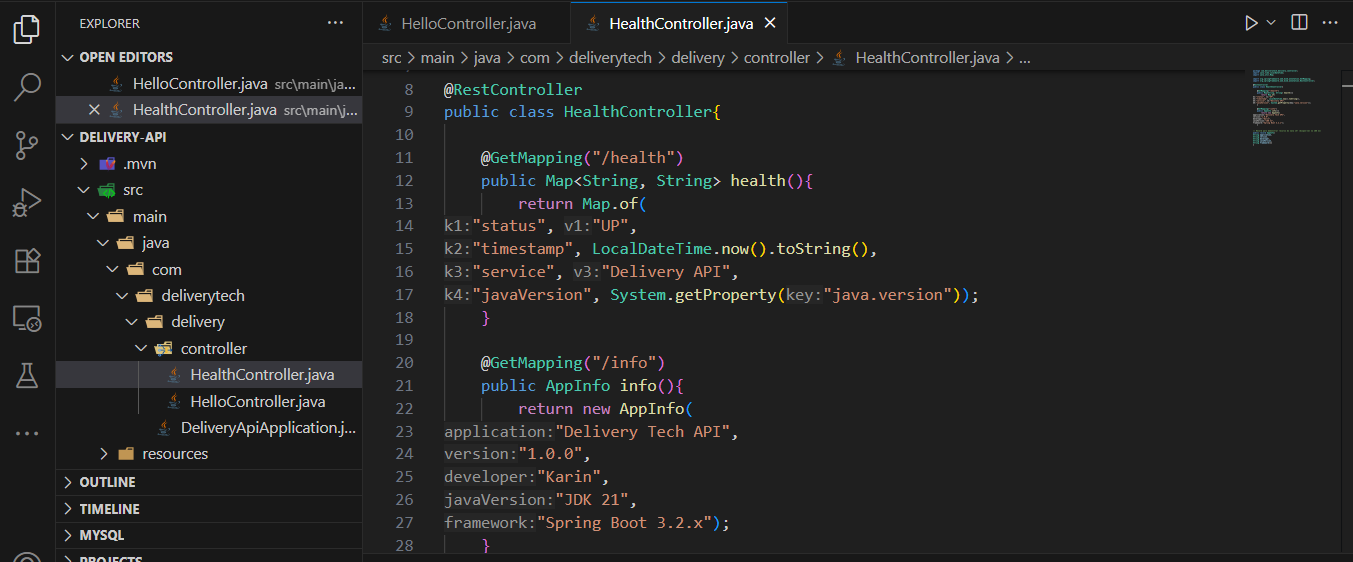 EXPLORER
OPEN EDITORS
HelloController.java src\main\ja...
HealthController.java src\main\j...
DELIVERY-API
.mvn
src
main
java
com
deliverytech
delivery
controller
HealthController.java
HelloController.java
DeliveryApiApplication.j...
resources
OUTLINE
TIMELINE
MYSQL
PROJECTS
HelloController.java
HealthController.java
src > main > java > com > deliverytech > delivery > controller > HealthController.java > ...
8 @RestController
9 public class HealthController{
10
11 @GetMapping("/health")
12 public Map<String, String> health(){
13 return Map.of(
14 k1:"status", v1:"UP",
15 k2:"timestamp", LocalDateTime.now().toString(),
16 k3:"service", v3:"Delivery API",
17 k4:"javaVersion", System.getProperty(key:"java.version"));
18 }
19
20 @GetMapping("/info")
21 public AppInfo info(){
22 return new AppInfo(
23 application:"Delivery Tech API",
24 version:"1.0.0",
25 developer:"Karin",
26 javaVersion:"JDK 21",
27 framework:"Spring Boot 3.2.x");
28 }